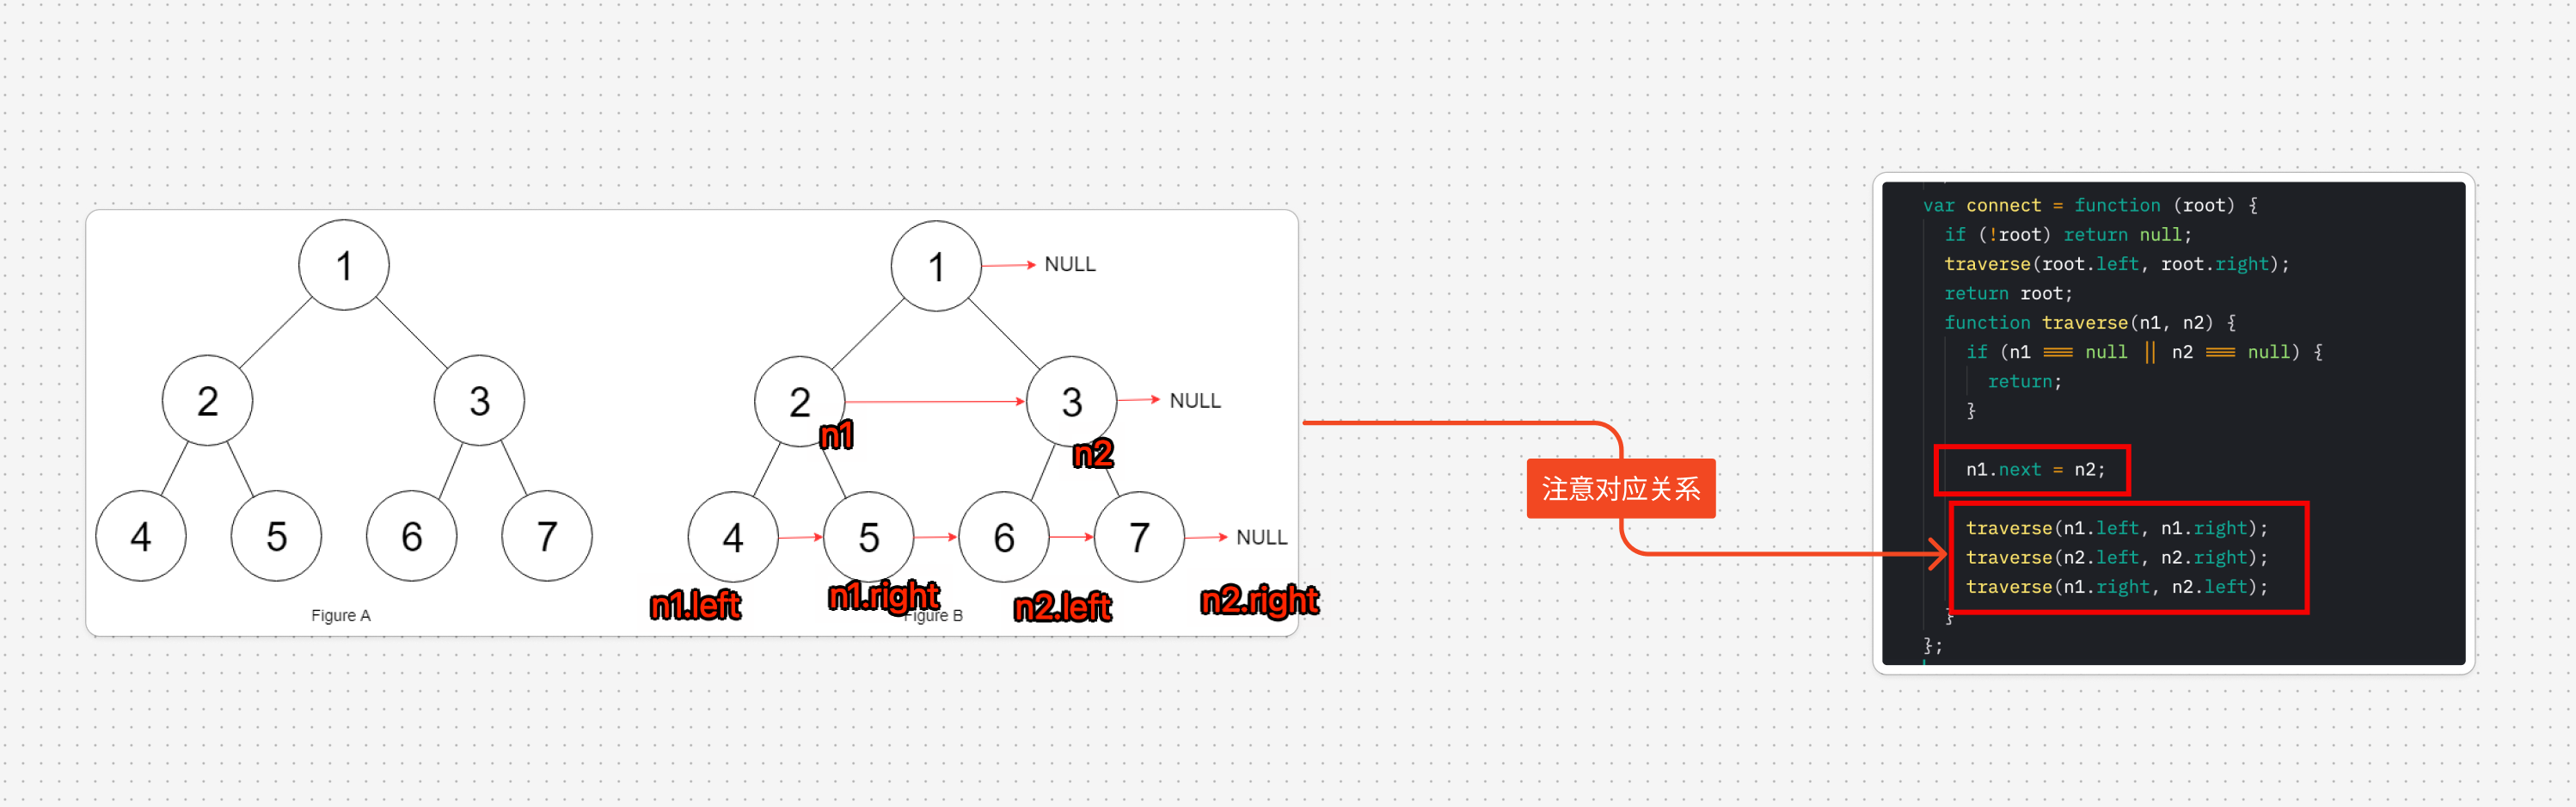 1
2
3
4
5
6
7
Figure A
1
NULL
2
n1
3
NULL
n2
4
5
6
7
NULL
n1.left
n1.right
n2.left
n2.right
Figure B
注意对应关系
var connect = function (root) {
if (!root) return null;
traverse(root.left, root.right);
return root;
function traverse(n1, n2) {
if (n1 === null || n2 === null) {
return;
}
n1.next = n2;
traverse(n1.left, n1.right);
traverse(n2.left, n2.right);
traverse(n1.right, n2.left);
}
};